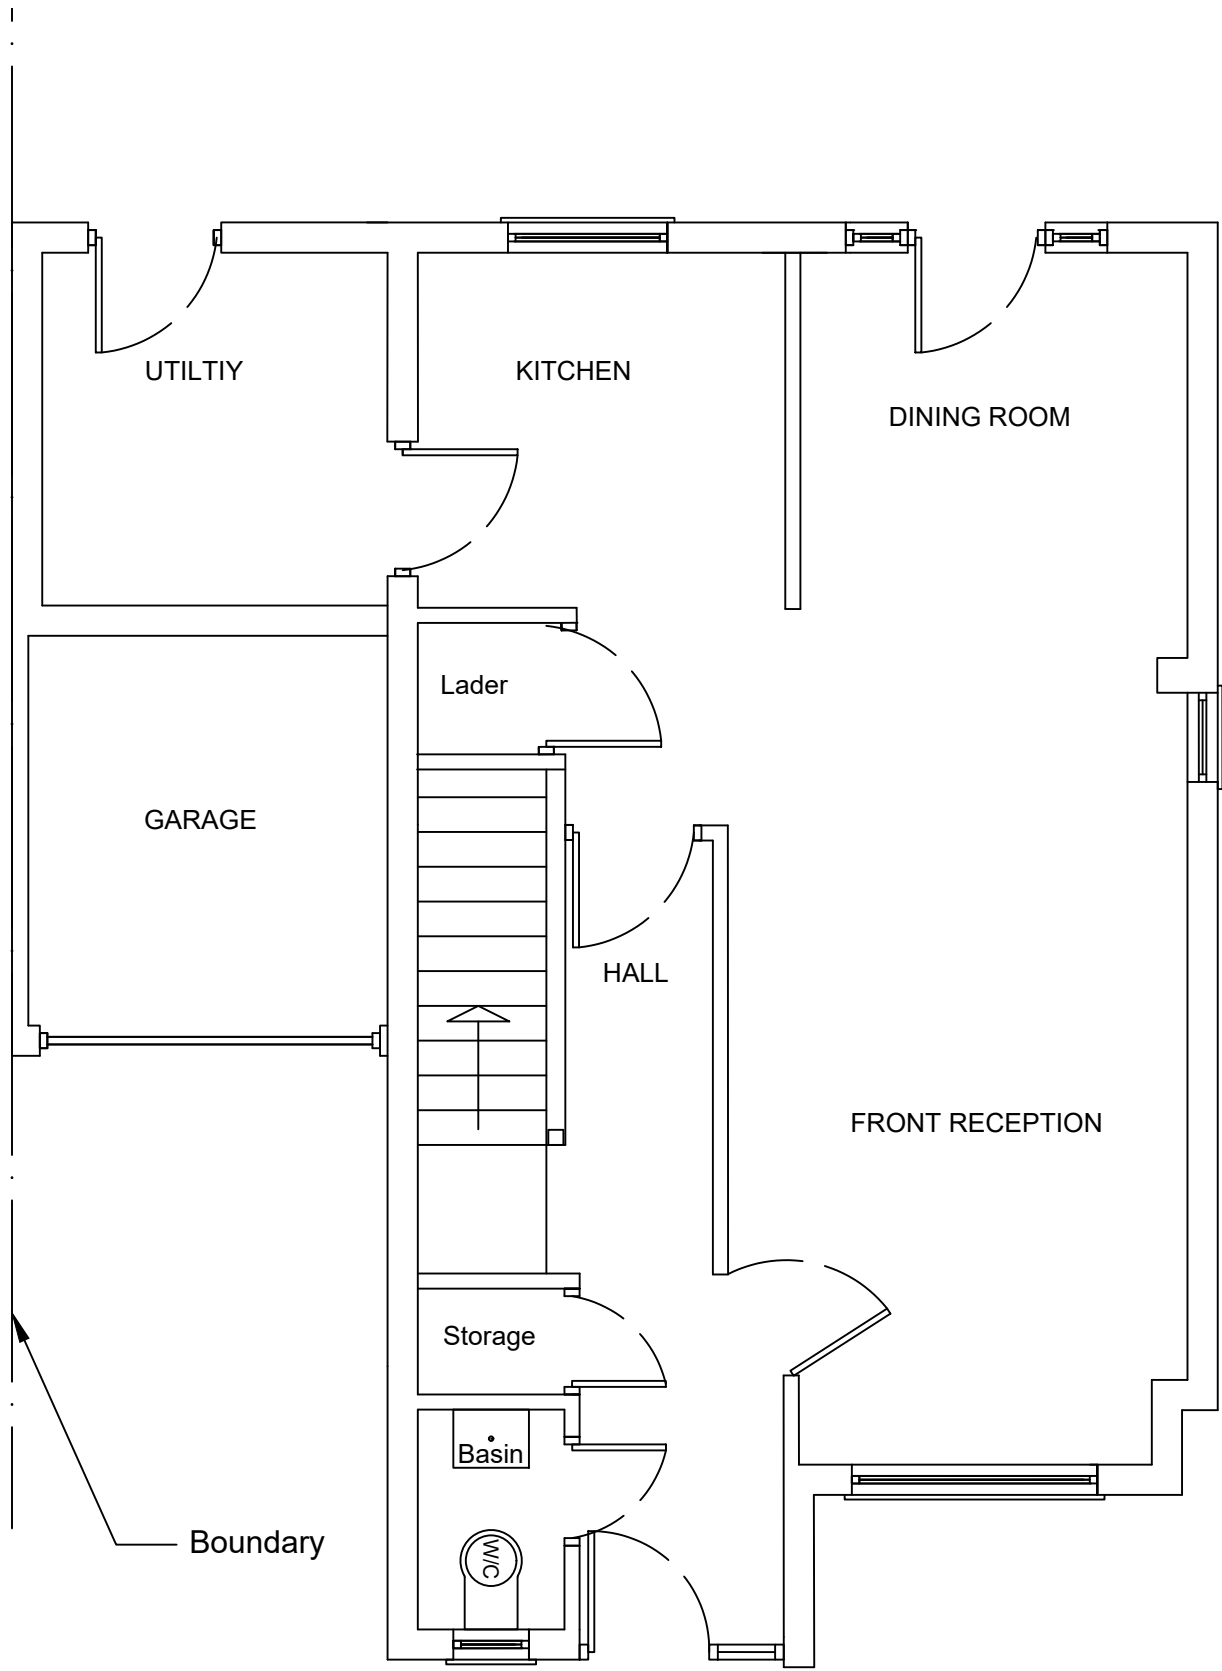 UTILTIY
KITCHEN
DINING ROOM
Lader
GARAGE
HALL
FRONT RECEPTION
Storage
Basin
Boundary
W/C